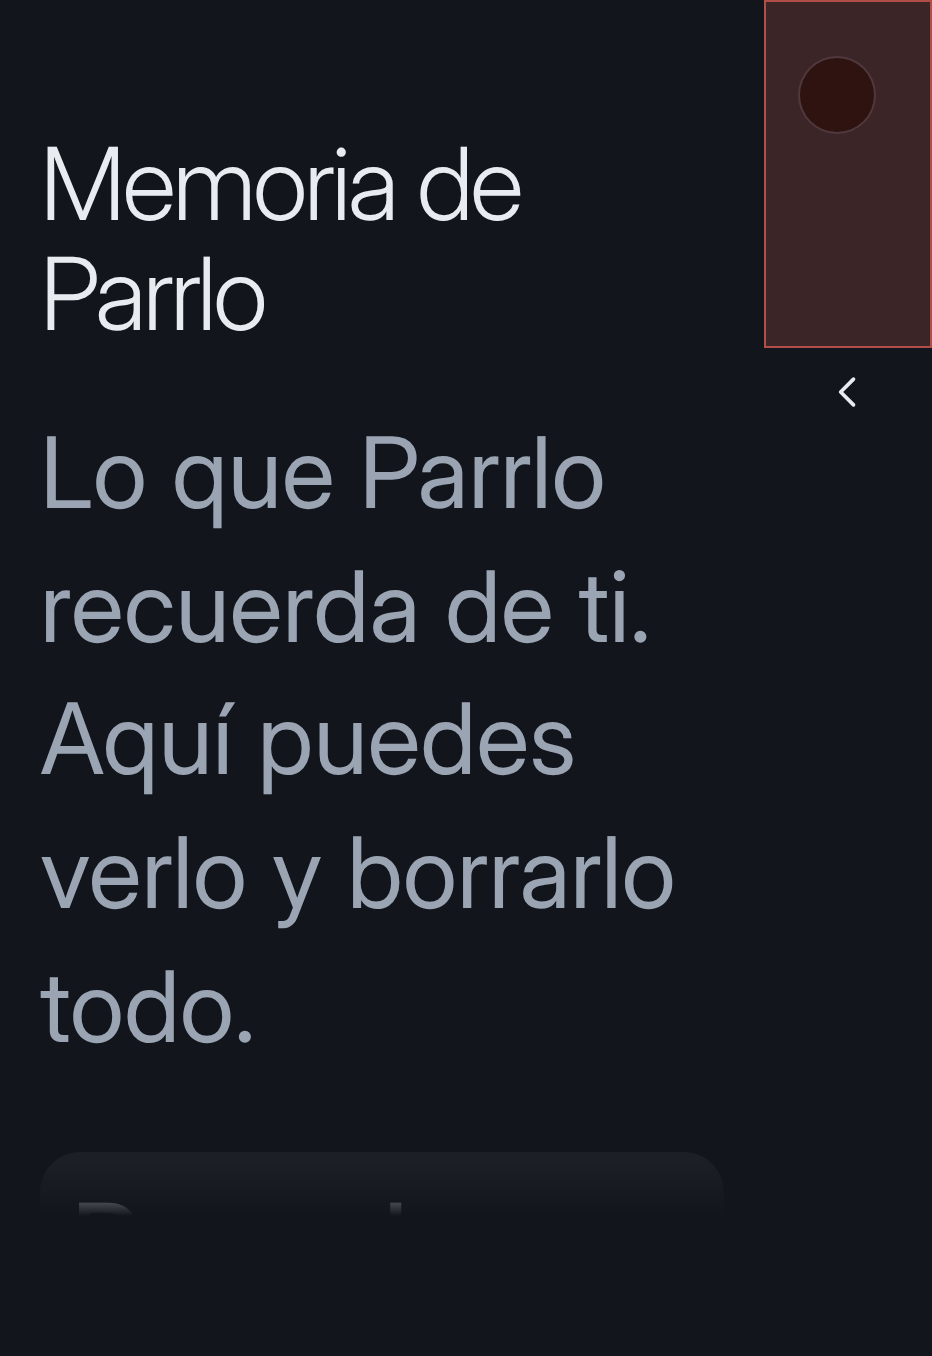 Memoria de
Parrlo
Lo que Parrlo
recuerda de ti.
Aquí puedes
verlo y borrarlo
todo.